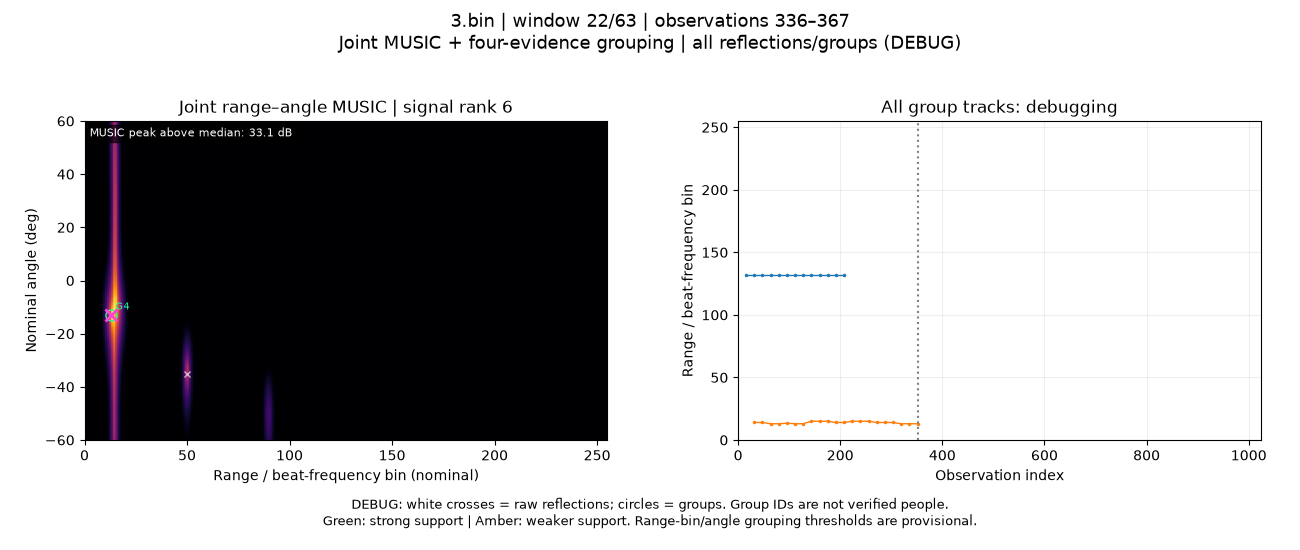 3.bin | window 22/63 | observations 336–367
Joint MUSIC + four-evidence grouping | all reflections/groups (DEBUG)
Joint range–angle MUSIC | signal rank 6
MUSIC peak above median: 33.1 dB
60
40
20
0
−20
−40
−60
Nominal angle (deg)
G4
0
50
100
150
200
250
Range / beat-frequency bin (nominal)
All group tracks: debugging
250
200
150
100
50
0
Range / beat-frequency bin
0
200
400
600
800
1000
Observation index
DEBUG: white crosses = raw reflections; circles = groups. Group IDs are not verified people.
Green: strong support | Amber: weaker support. Range-bin/angle grouping thresholds are provisional.